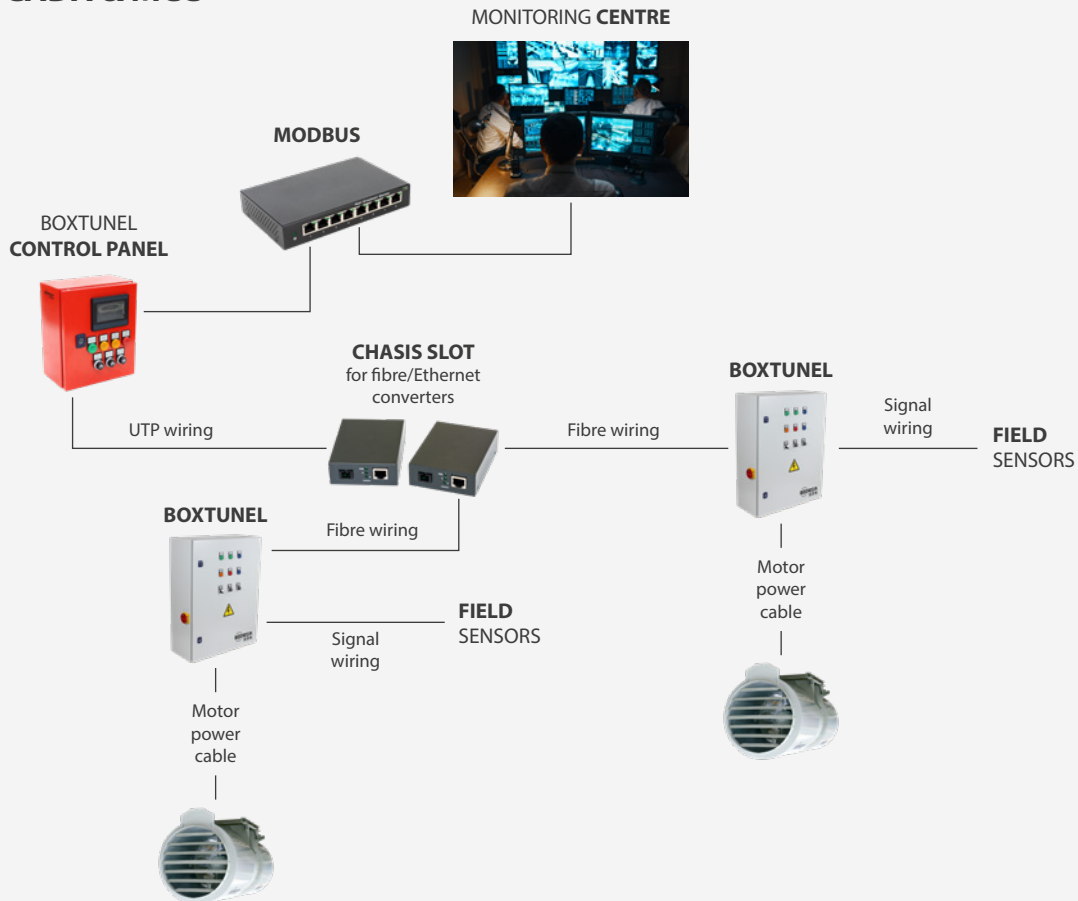 MONITORING CENTRE
MODBUS
BOXTUNEL
CONTROL PANEL
CHASIS SLOT
for fibre/Ethernet
converters
BOXTUNEL
UTP wiring
Fibre wiring
Signal
wiring
FIELD
SENSORS
BOXTUNEL
Fibre wiring
Motor
power
cable
FIELD
SENSORS
Signal
wiring
Motor
power
cable